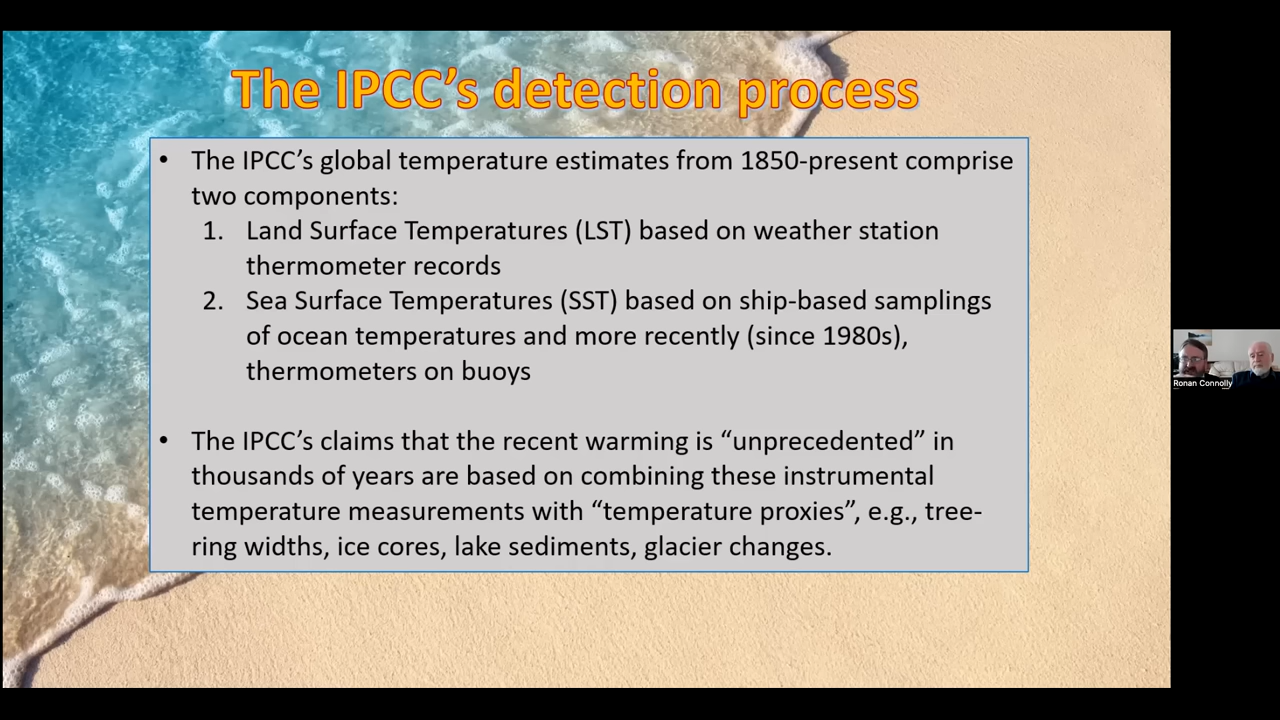 The IPCC’s detection process
• The IPCC’s global temperature estimates from 1850-present comprise
two components:
1. Land Surface Temperatures (LST) based on weather station
thermometer records
2. Sea Surface Temperatures (SST) based on ship-based samplings
of ocean temperatures and more recently (since 1980s),
thermometers on buoys
• The IPCC’s claims that the recent warming is “unprecedented” in
thousands of years are based on combining these instrumental
temperature measurements with “temperature proxies”, e.g., tree-
ring widths, ice cores, lake sediments, glacier changes.
Ronan Connolly